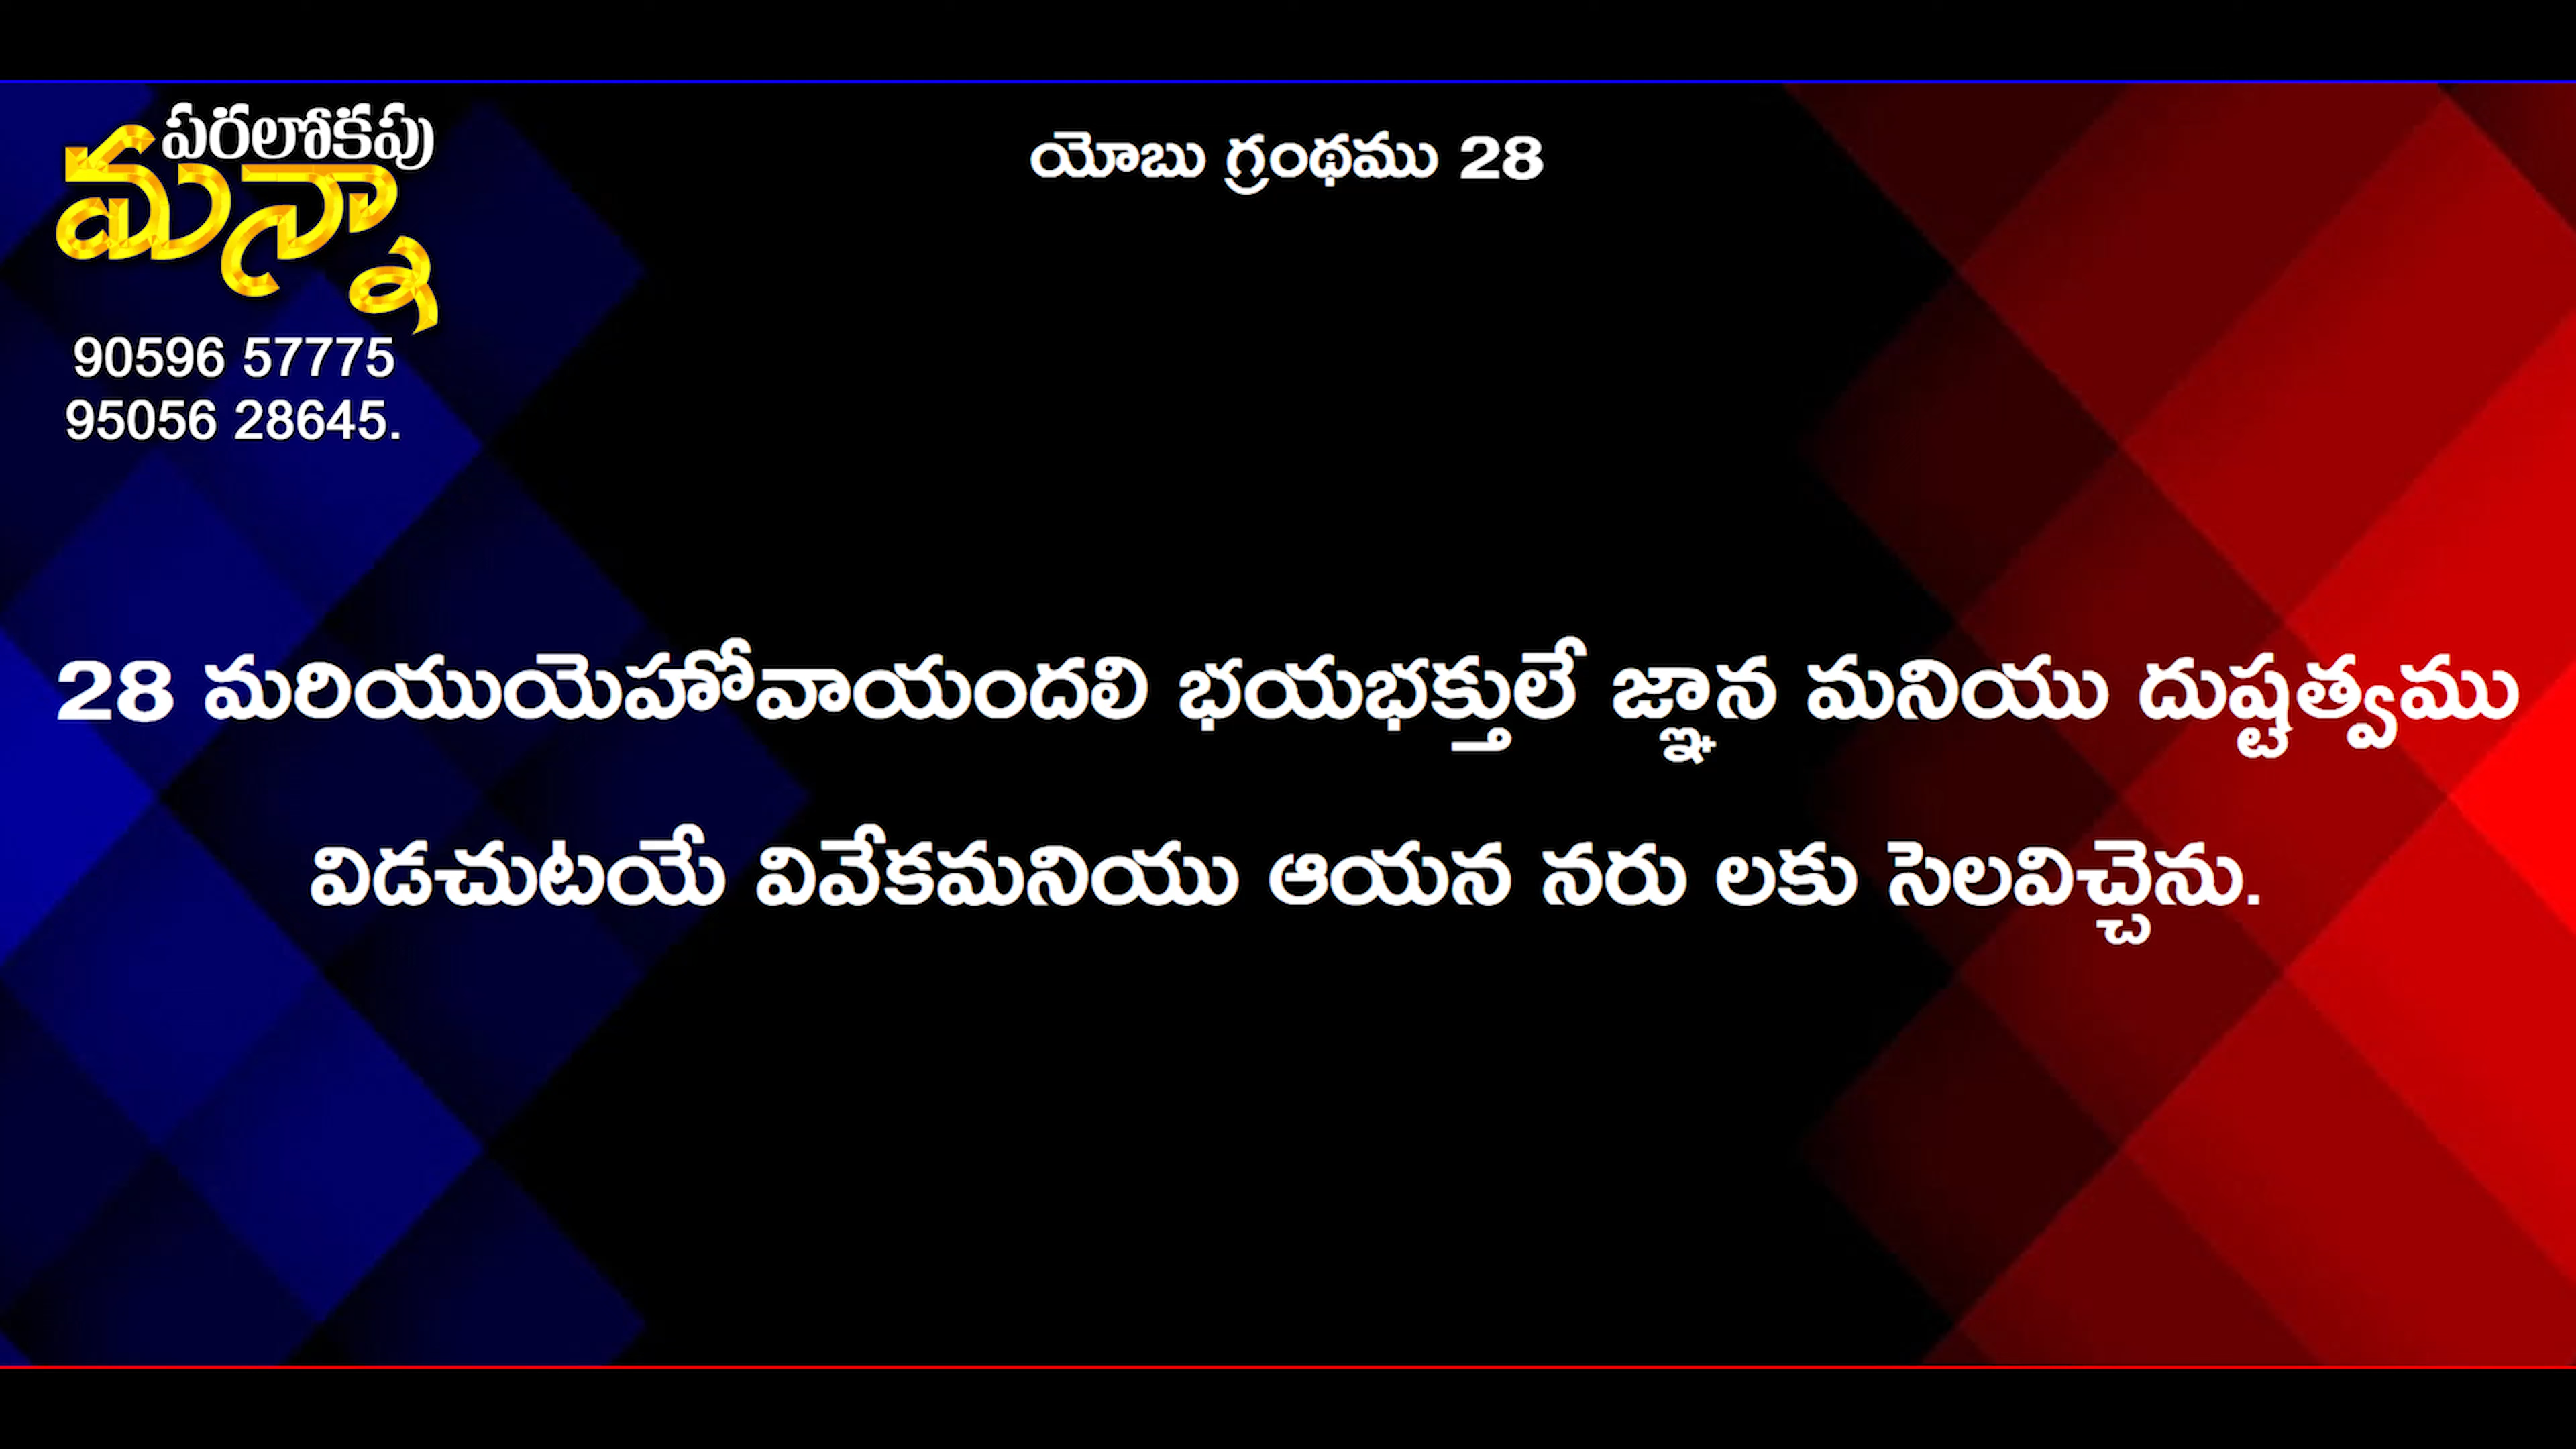 పరలోకపు
మన్నా
90596 57775
95056 28645.
యోబు గ్రంథము 28
28 మరియుయెహోవాయందలి భయభక్తులే జ్ఞాన మనియు దుష్టత్వము
విడచుటయే వివేకమనియు ఆయన నరు లకు సెలవిచ్చెను.